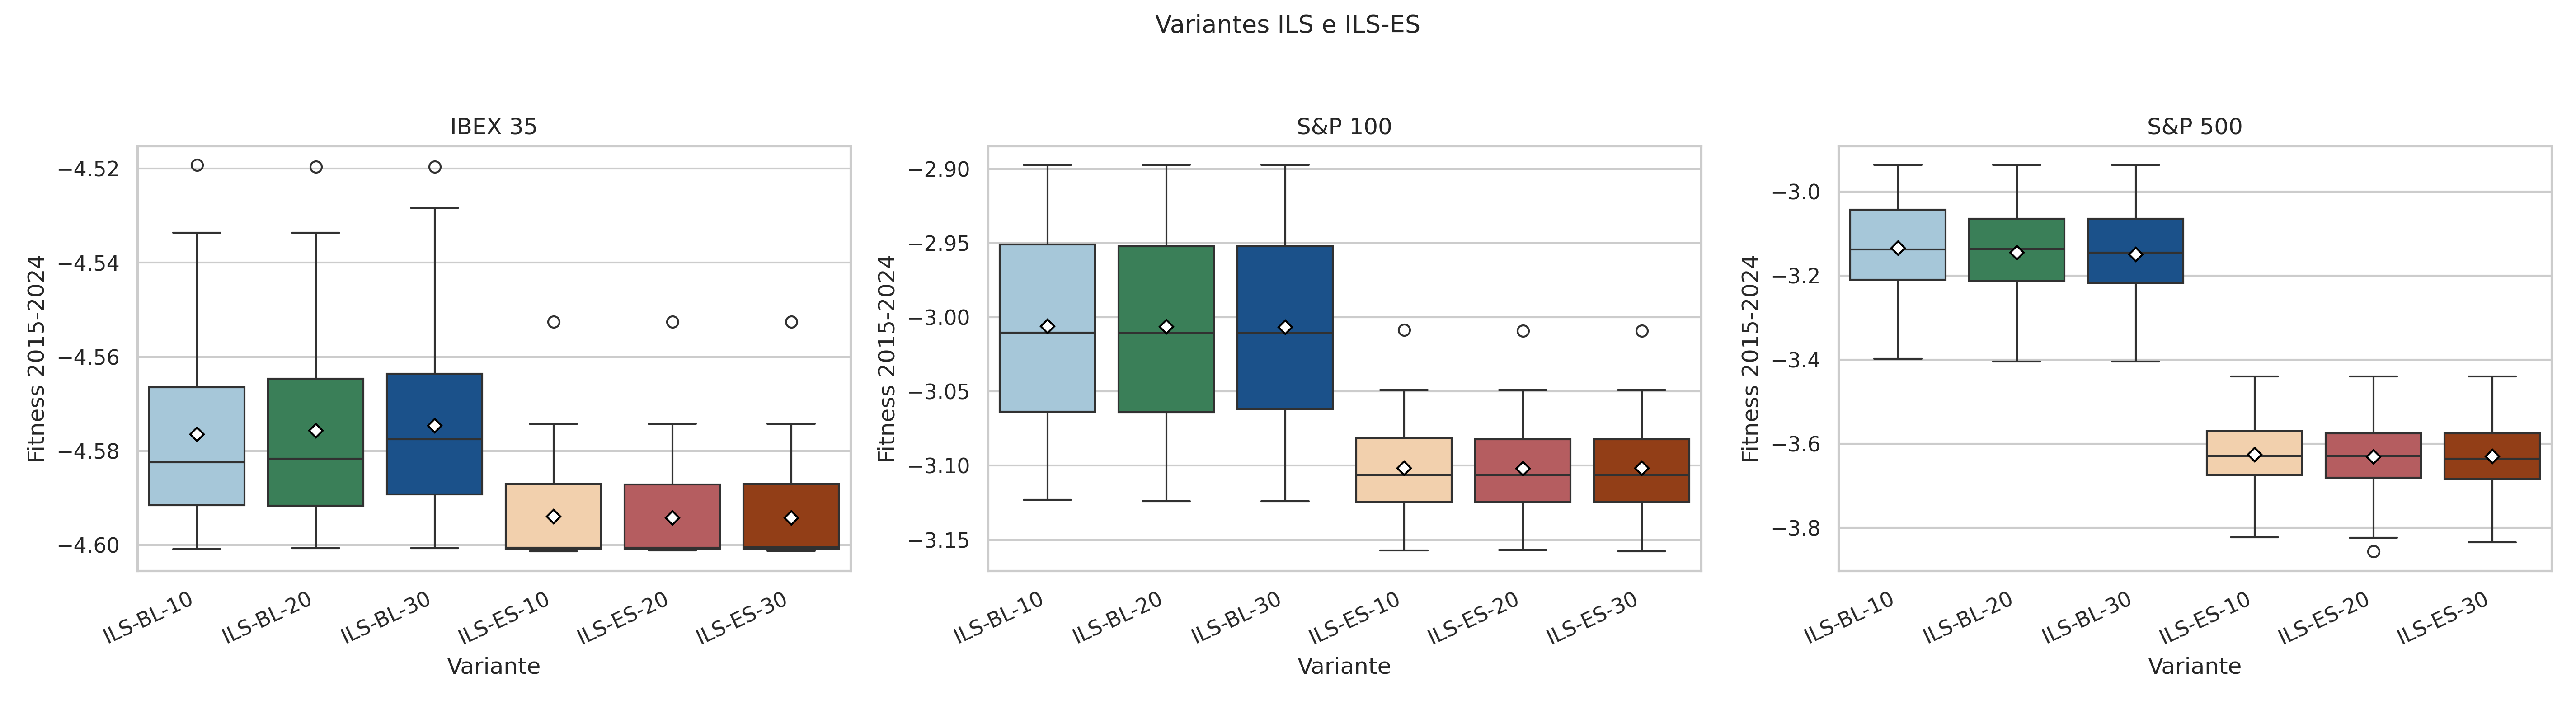 Variantes ILS e ILS-ES
IBEX 35
Fitness 2015-2024
−4.52
−4.54
−4.56
−4.58
−4.60
ILS-BL-10
ILS-BL-20
ILS-BL-30
ILS-ES-10
ILS-ES-20
ILS-ES-30
Variante
S&P 100
Fitness 2015-2024
−2.90
−2.95
−3.00
−3.05
−3.10
−3.15
ILS-BL-10
ILS-BL-20
ILS-BL-30
ILS-ES-10
ILS-ES-20
ILS-ES-30
Variante
S&P 500
Fitness 2015-2024
−3.0
−3.2
−3.4
−3.6
−3.8
ILS-BL-10
ILS-BL-20
ILS-BL-30
ILS-ES-10
ILS-ES-20
ILS-ES-30
Variante